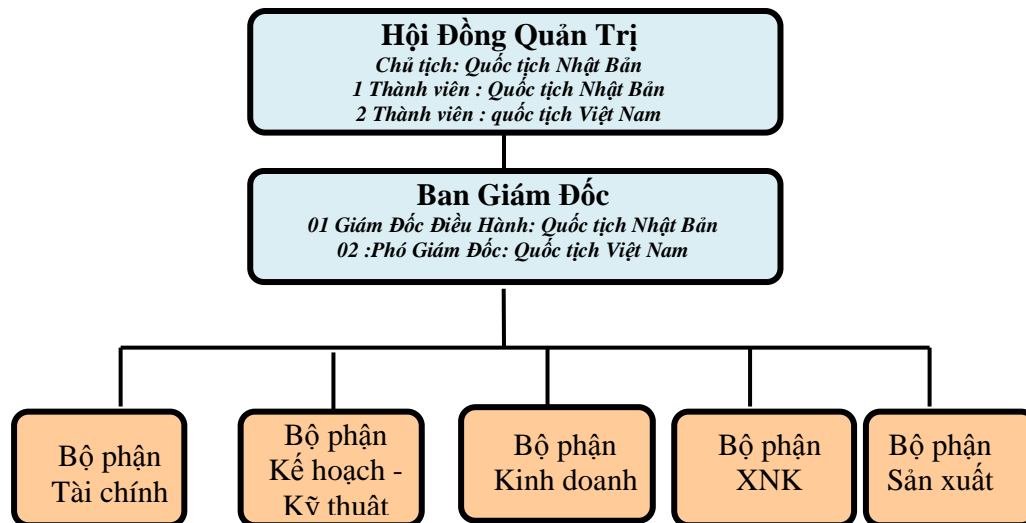 Hội Đồng Quản Trị
Chủ tịch: Quốc tịch Nhật Bản
1 Thành viên : Quốc tịch Nhật Bản
2 Thành viên : quốc tịch Việt Nam
Ban Giám Đốc
01 Giám Đốc Điều Hành: Quốc tịch Nhật Bản
02 :Phó Giám Đốc: Quốc tịch Việt Nam
Bộ phận
Tài chính
Bộ phận
Kế hoạch -
Kỹ thuật
Bộ phận
Kinh doanh
Bộ phận
XNK
Bộ phận
Sản xuất